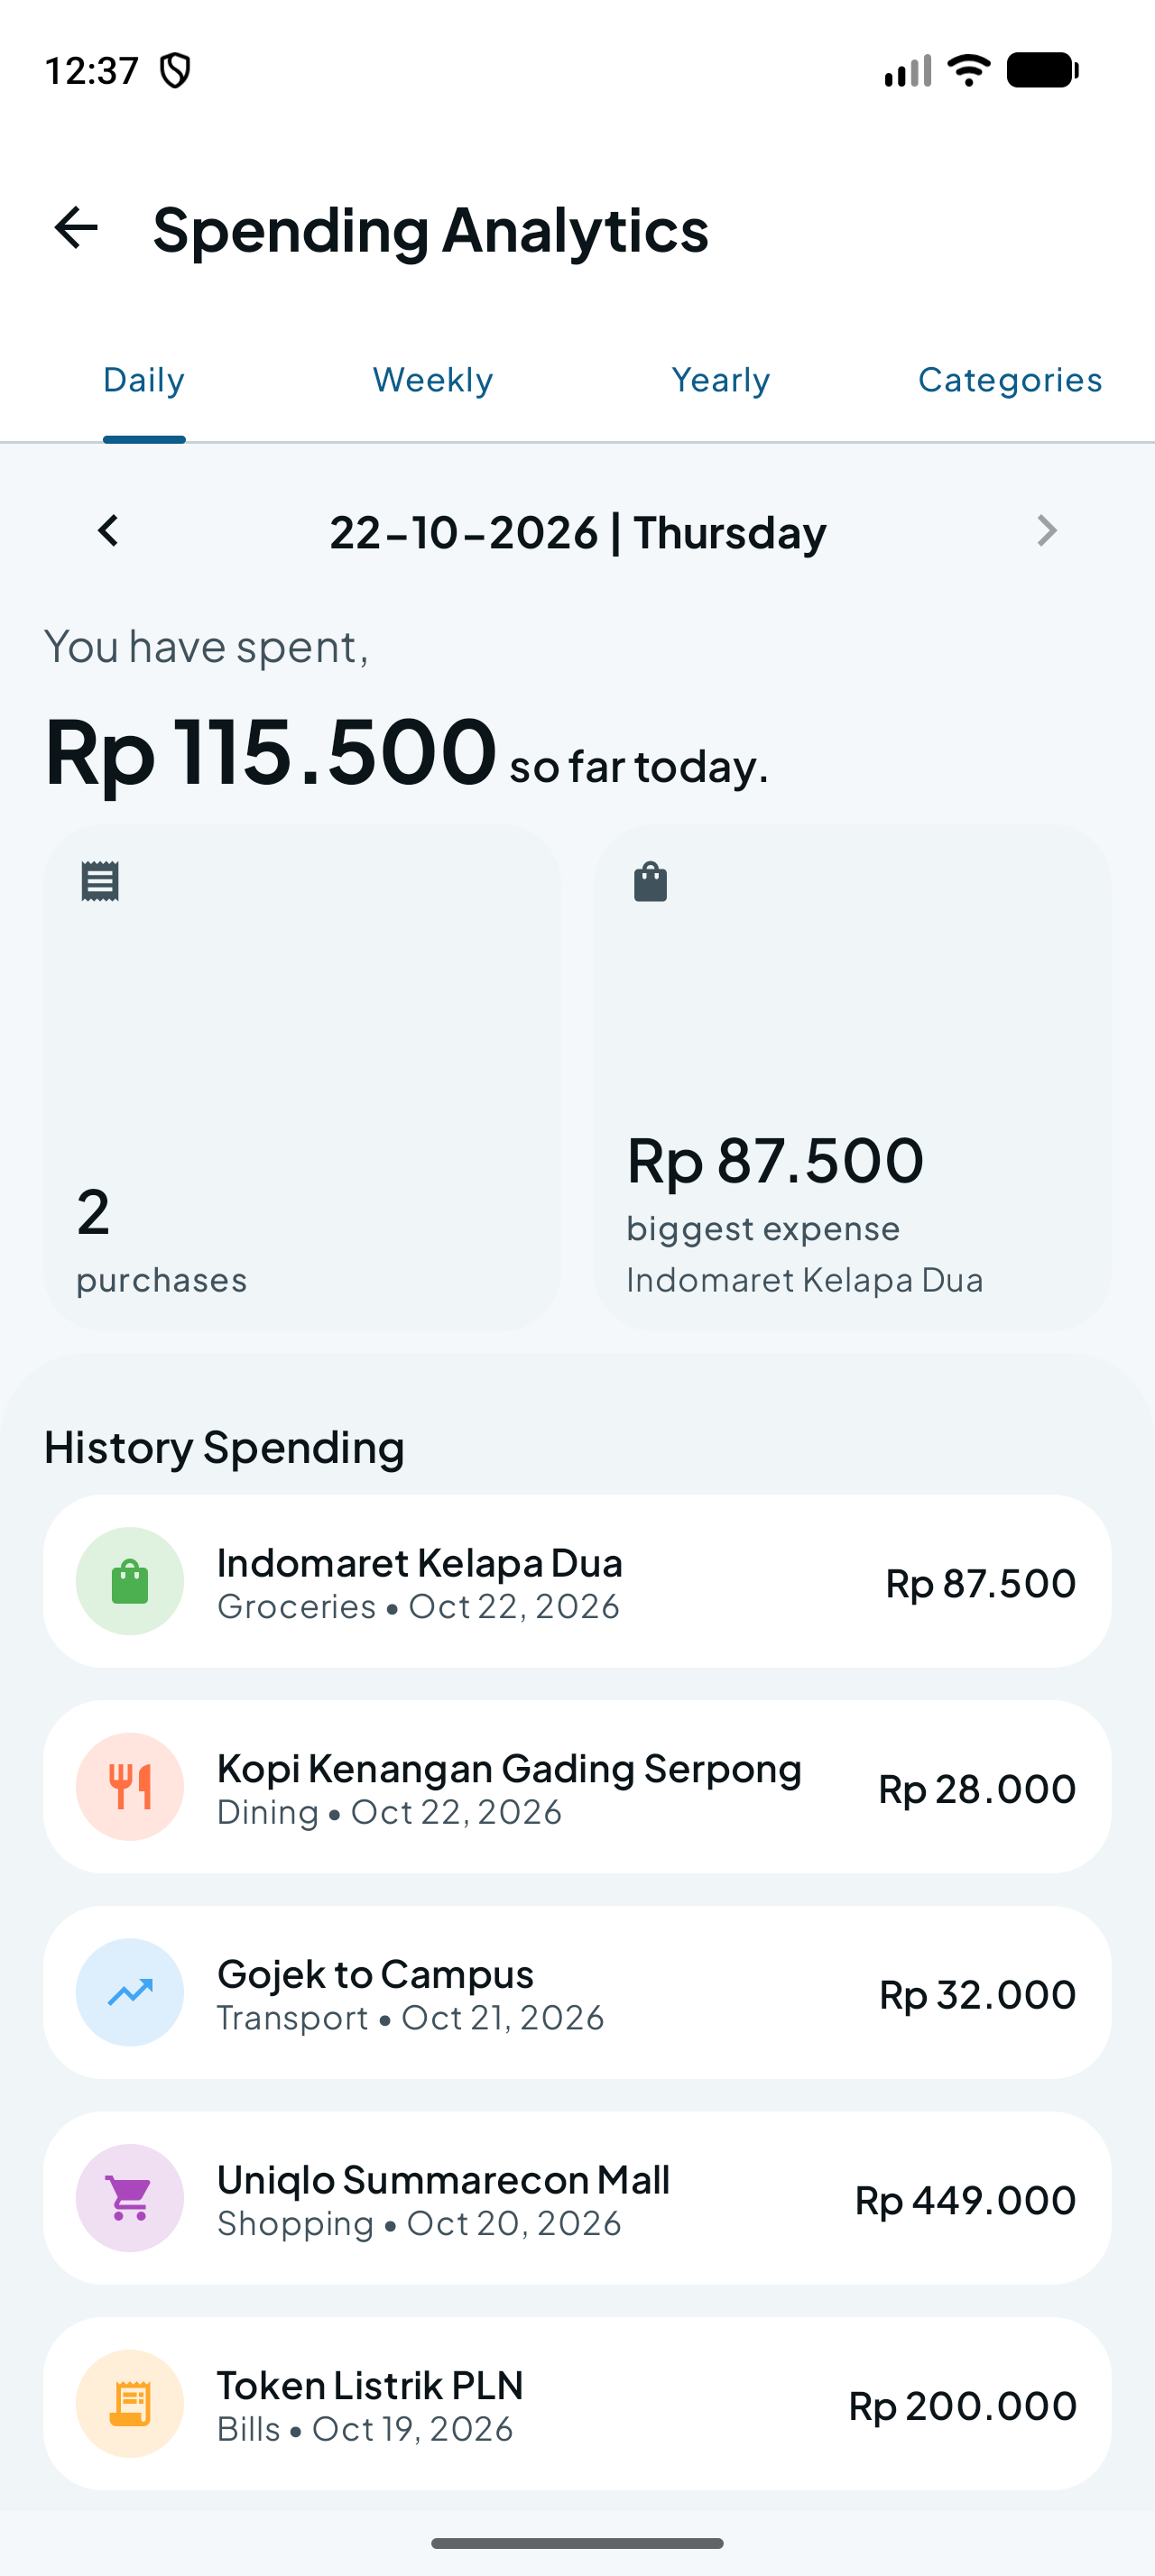 12:37
Spending Analytics
Daily Weekly Yearly Categories
22-10-2026 | Thursday
You have spent,
Rp 115.500 so far today.
2
purchases
Rp 87.500
biggest expense
Indomaret Kelapa Dua
History Spending
Indomaret Kelapa Dua
Groceries • Oct 22, 2026
Rp 87.500
Kopi Kenangan Gading Serpong
Dining • Oct 22, 2026
Rp 28.000
Gojek to Campus
Transport • Oct 21, 2026
Rp 32.000
Uniqlo Summarecon Mall
Shopping • Oct 20, 2026
Rp 449.000
Token Listrik PLN
Bills • Oct 19, 2026
Rp 200.000